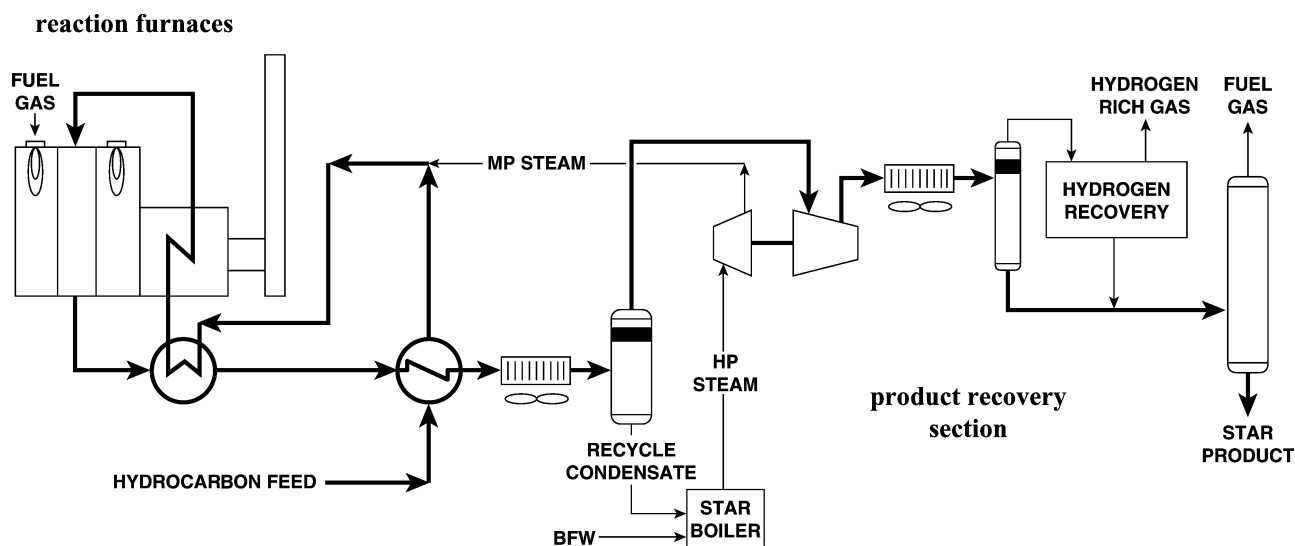 reaction furnaces
FUEL
GAS
HYDROGEN
RICH GAS
FUEL
GAS
MP STEAM
HYDROGEN
RECOVERY
HP
STEAM
product recovery
section
RECYCLE
CONDENSATE
STAR
PRODUCT
HYDROCARBON FEED
STAR
BOILER
BFW